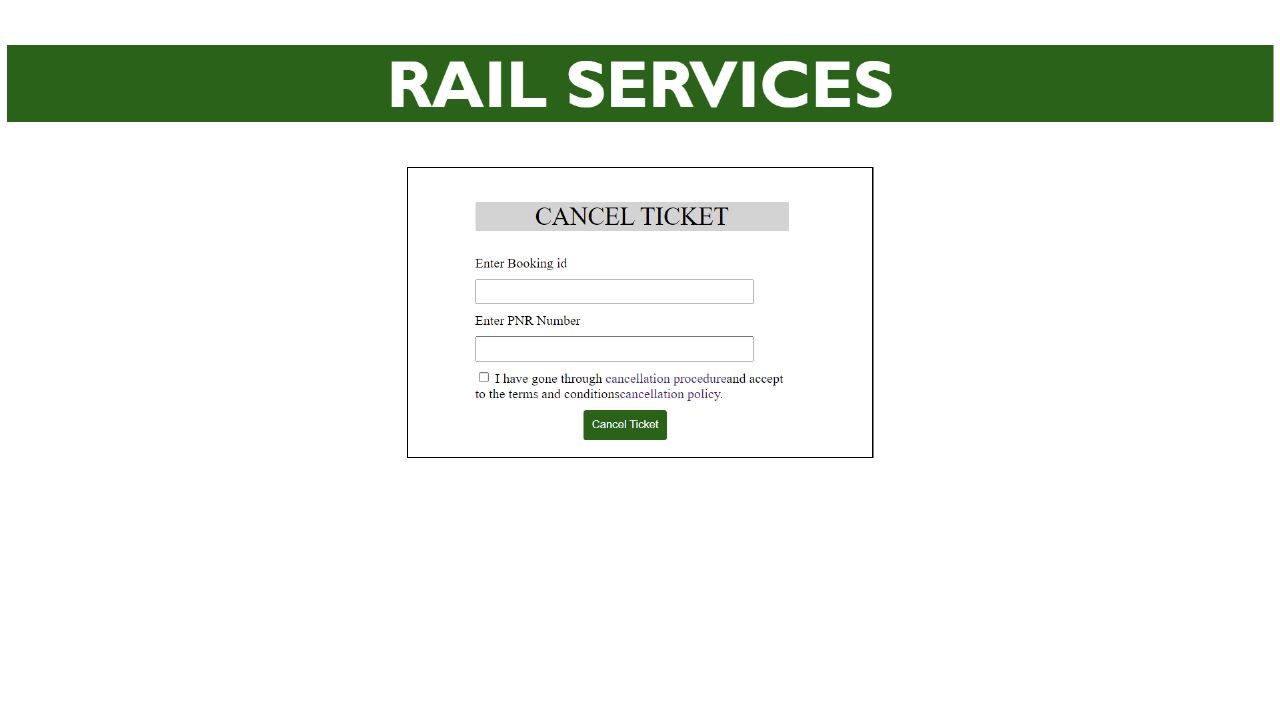 RAIL SERVICES
CANCEL TICKET
Enter Booking id
Enter PNR Number
I have gone through cancellation procedureand accept
to the terms and conditionscancellation policy.
Cancel Ticket